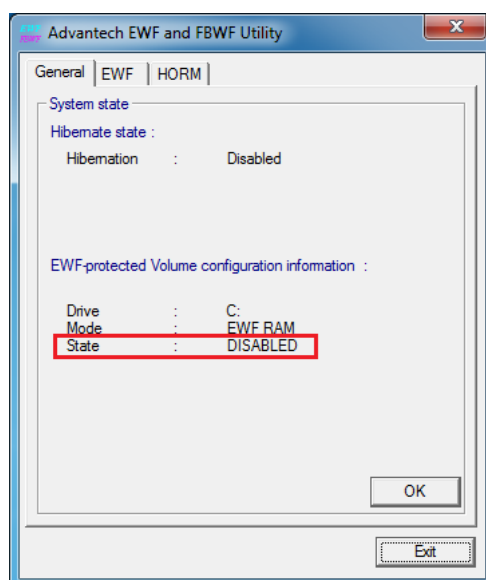 Advantech EWF and FBWF Utility
General EWF HORM
System state
Hibernate state :
Hibernation : Disabled
EWF-protected Volume configuration information :
Drive : C:
Mode : EWF RAM
State : DISABLED
OK
Exit